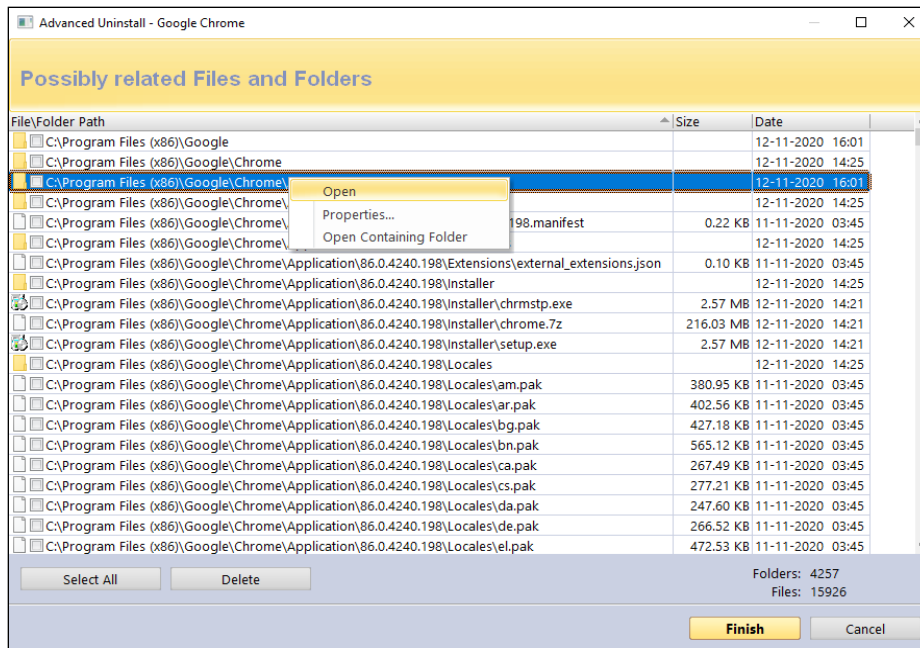 Advanced Uninstall - Google Chrome
Possibly related Files and Folders
File\Folder Path Size Date
C:\Program Files (x86)\Google 12-11-2020 16:01
C:\Program Files (x86)\Google\Chrome 12-11-2020 14:25
C:\Program Files (x86)\Google\Chrome\ 12-11-2020 16:01
Open
C:\Program Files (x86)\Google\Chrome\ 12-11-2020 14:25
Properties...
C:\Program Files (x86)\Google\Chrome\ 198.manifest 0.22 KB 11-11-2020 03:45
Open Containing Folder
C:\Program Files (x86)\Google\Chrome\ 12-11-2020 14:25
C:\Program Files (x86)\Google\Chrome\Application\86.0.4240.198\Extensions\external_extensions.json 0.10 KB 11-11-2020 03:45
C:\Program Files (x86)\Google\Chrome\Application\86.0.4240.198\Installer 12-11-2020 14:25
C:\Program Files (x86)\Google\Chrome\Application\86.0.4240.198\Installer\chrmstp.exe 2.57 MB 12-11-2020 14:21
C:\Program Files (x86)\Google\Chrome\Application\86.0.4240.198\Installer\chrome.7z 216.03 MB 12-11-2020 14:21
C:\Program Files (x86)\Google\Chrome\Application\86.0.4240.198\Installer\setup.exe 2.57 MB 12-11-2020 14:21
C:\Program Files (x86)\Google\Chrome\Application\86.0.4240.198\Locales 12-11-2020 14:25
C:\Program Files (x86)\Google\Chrome\Application\86.0.4240.198\Locales\am.pak 380.95 KB 11-11-2020 03:45
C:\Program Files (x86)\Google\Chrome\Application\86.0.4240.198\Locales\ar.pak 402.56 KB 11-11-2020 03:45
C:\Program Files (x86)\Google\Chrome\Application\86.0.4240.198\Locales\bg.pak 427.18 KB 11-11-2020 03:45
C:\Program Files (x86)\Google\Chrome\Application\86.0.4240.198\Locales\bn.pak 565.12 KB 11-11-2020 03:45
C:\Program Files (x86)\Google\Chrome\Application\86.0.4240.198\Locales\ca.pak 267.49 KB 11-11-2020 03:45
C:\Program Files (x86)\Google\Chrome\Application\86.0.4240.198\Locales\cs.pak 277.21 KB 11-11-2020 03:45
C:\Program Files (x86)\Google\Chrome\Application\86.0.4240.198\Locales\da.pak 247.60 KB 11-11-2020 03:45
C:\Program Files (x86)\Google\Chrome\Application\86.0.4240.198\Locales\de.pak 266.52 KB 11-11-2020 03:45
C:\Program Files (x86)\Google\Chrome\Application\86.0.4240.198\Locales\el.pak 472.53 KB 11-11-2020 03:45
Select All Delete Folders: 4257
Files: 15926
Finish Cancel